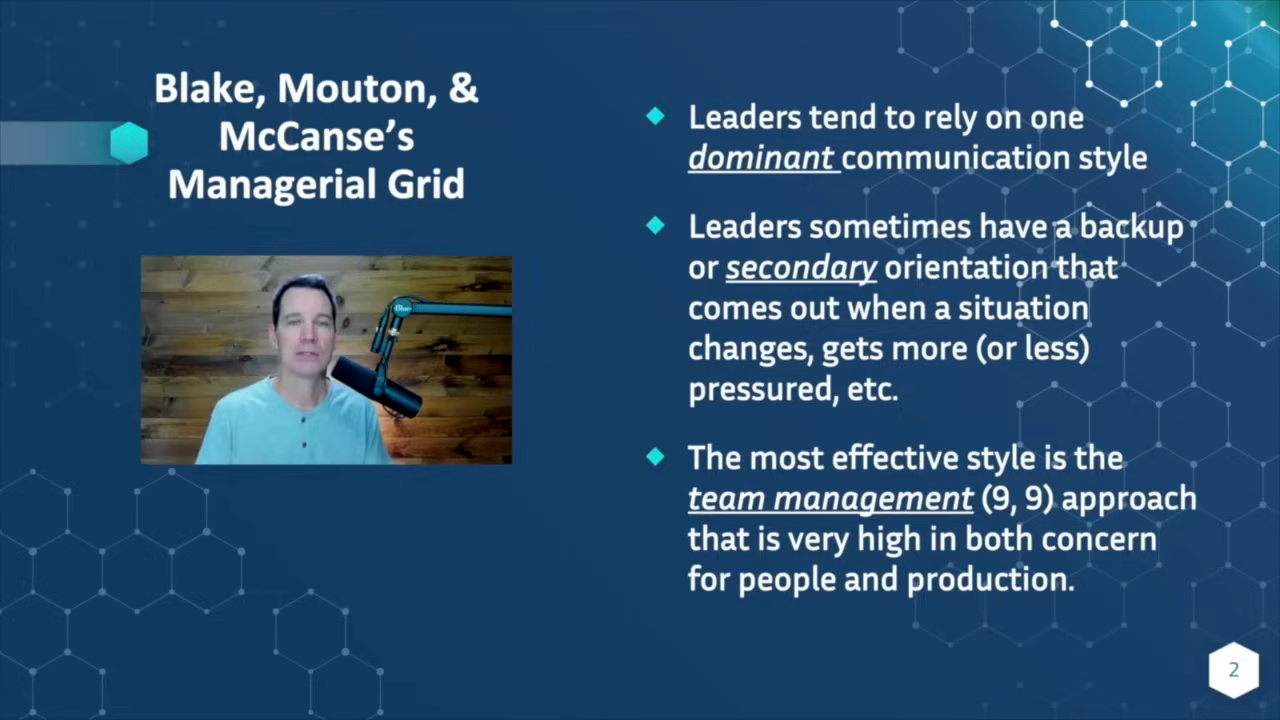 Blake, Mouton, &
McCanse's
Managerial Grid
Leaders tend to rely on one
dominant communication style
Leaders sometimes have a backup
or secondary orientation that
comes out when a situation
changes, gets more (or less)
pressured, etc.
The most effective style is the
team management (9, 9) approach
that is very high in both concern
for people and production.
2